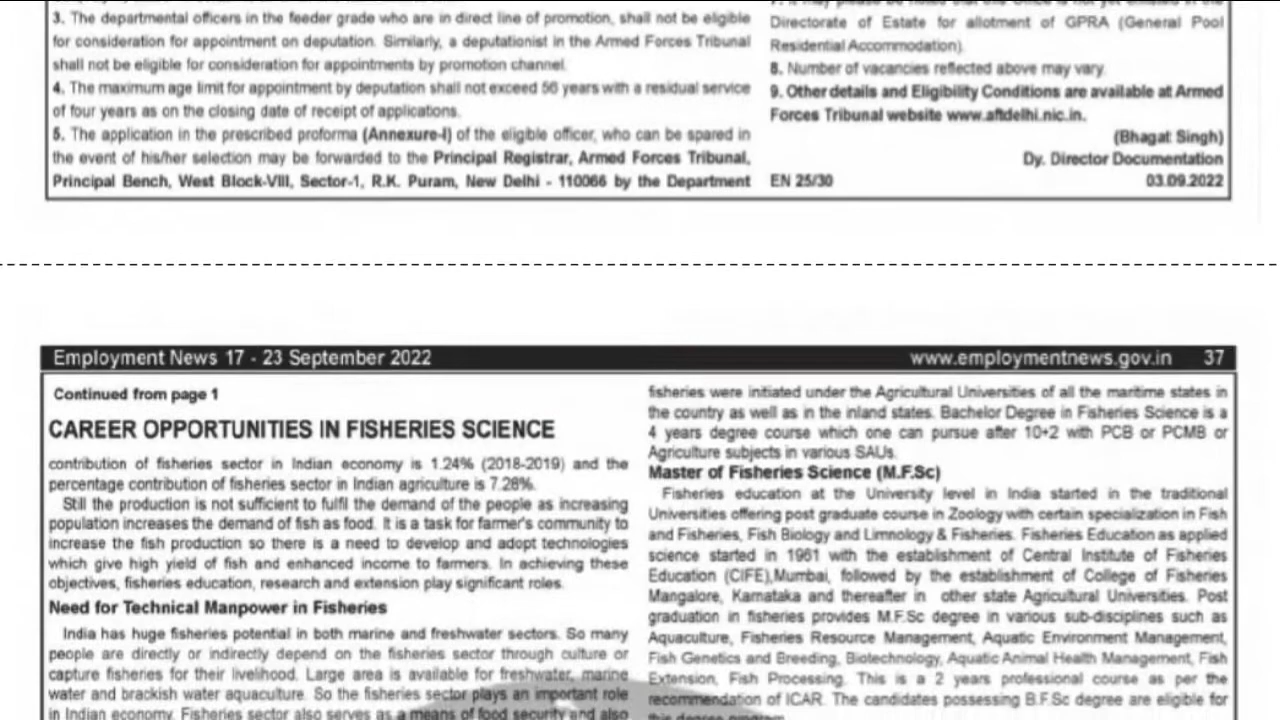 3. The departmental officers in the feeder grade who are in direct line of promotion, shall not be eligible
for consideration for appointment on deputation. Similarly, a deputationist in the Armed Forces Tribunal
shall not be eligible for consideration for appointments by promotion channel.
4. The maximum age limit for appointment by deputation shall not exceed 56 years with a residual service
of four years as on the closing date of receipt of applications.
5. The application in the prescribed proforma (Annexure-I) of the eligible officer, who can be spared in
the event of his/her selection may be forwarded to the Principal Registrar, Armed Forces Tribunal,
Principal Bench, West Block-VIII, Sector-1, R.K. Puram, New Delhi - 110066 by the Department
Directorate of Estate for allotment of GPRA (General Pool
Residential Accommodation).
8. Number of vacancies reflected above may vary.
9. Other details and Eligibility Conditions are available at Armed
Forces Tribunal website www.aftdelhi.nic.in.
(Bhagat Singh)
Dy. Director Documentation
EN 25/30 03.09.2022
Employment News 17 - 23 September 2022 www.employmentnews.gov.in 37
Continued from page 1
CAREER OPPORTUNITIES IN FISHERIES SCIENCE
contribution of fisheries sector in Indian economy is 1.24% (2018-2019) and the
percentage contribution of fisheries sector in Indian agriculture is 7.28%.
Still the production is not sufficient to fulfil the demand of the people as increasing
population increases the demand of fish as food. It is a task for farmer's community to
increase the fish production so there is a need to develop and adopt technologies
which give high yield of fish and enhanced income to farmers. In achieving these
objectives, fisheries education, research and extension play significant roles.
Need for Technical Manpower in Fisheries
India has huge fisheries potential in both marine and freshwater sectors. So many
people are directly or indirectly depend on the fisheries sector through culture or
capture fisheries for their livelihood. Large area is available for freshwater, marine
water and brackish water aquaculture. So the fisheries sector plays an important role
in Indian economy. Fisheries sector also serves as a means of food security and also
fisheries were initiated under the Agricultural Universities of all the maritime states in
the country as well as in the inland states. Bachelor Degree in Fisheries Science is a
4 years degree course which one can pursue after 10+2 with PCB or PCMB or
Agriculture subjects in various SAUs.
Master of Fisheries Science (M.F.Sc)
Fisheries education at the University level in India started in the traditional
Universities offering post graduate course in Zoology with certain specialization in Fish
and Fisheries, Fish Biology and Limnology & Fisheries. Fisheries Education as applied
science started in 1961 with the establishment of Central Institute of Fisheries
Education (CIFE),Mumbai, followed by the establishment of College of Fisheries
Mangalore, Karnataka and thereafter in other state Agricultural Universities. Post
graduation in fisheries provides M.F.Sc degree in various sub-disciplines such as
Aquaculture, Fisheries Resource Management, Aquatic Environment Management,
Fish Genetics and Breeding, Biotechnology, Aquatic Animal Health Management, Fish
Extension, Fish Processing. This is a 2 years professional course as per the
recommendation of ICAR. The candidates possessing B.F.Sc degree are eligible for
this degree program